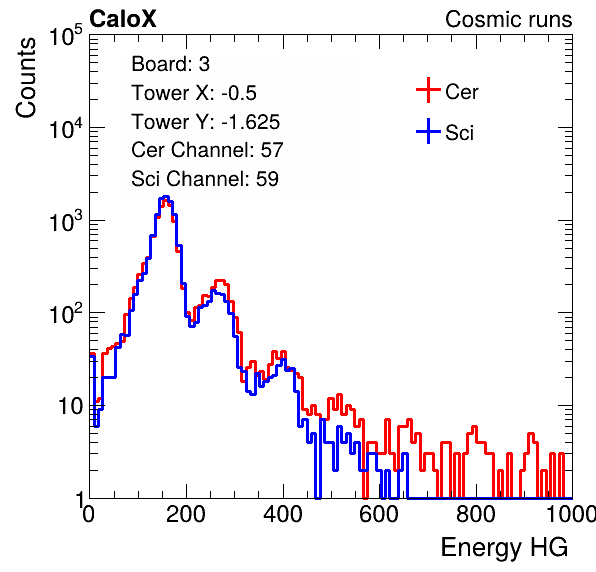 CaloX Cosmic runs
Counts
Board: 3
Tower X: -0.5
Tower Y: -1.625
Cer Channel: 57
Sci Channel: 59
Cer
Sci
10^5
10^4
10^3
10^2
10
1
0 200 400 600 800 1000
Energy HG